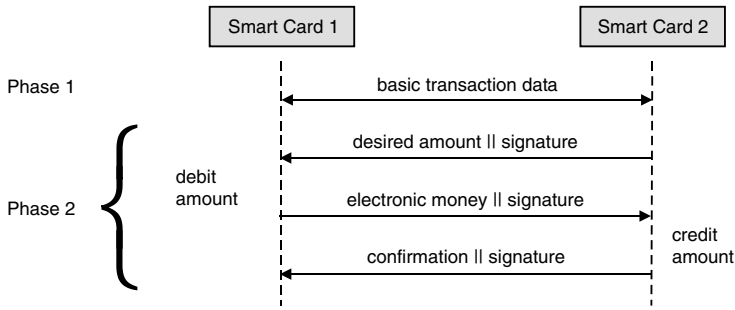 Smart Card 1
Smart Card 2
Phase 1
basic transaction data
desired amount || signature
debit
amount
electronic money || signature
Phase 2
credit
amount
confirmation || signature